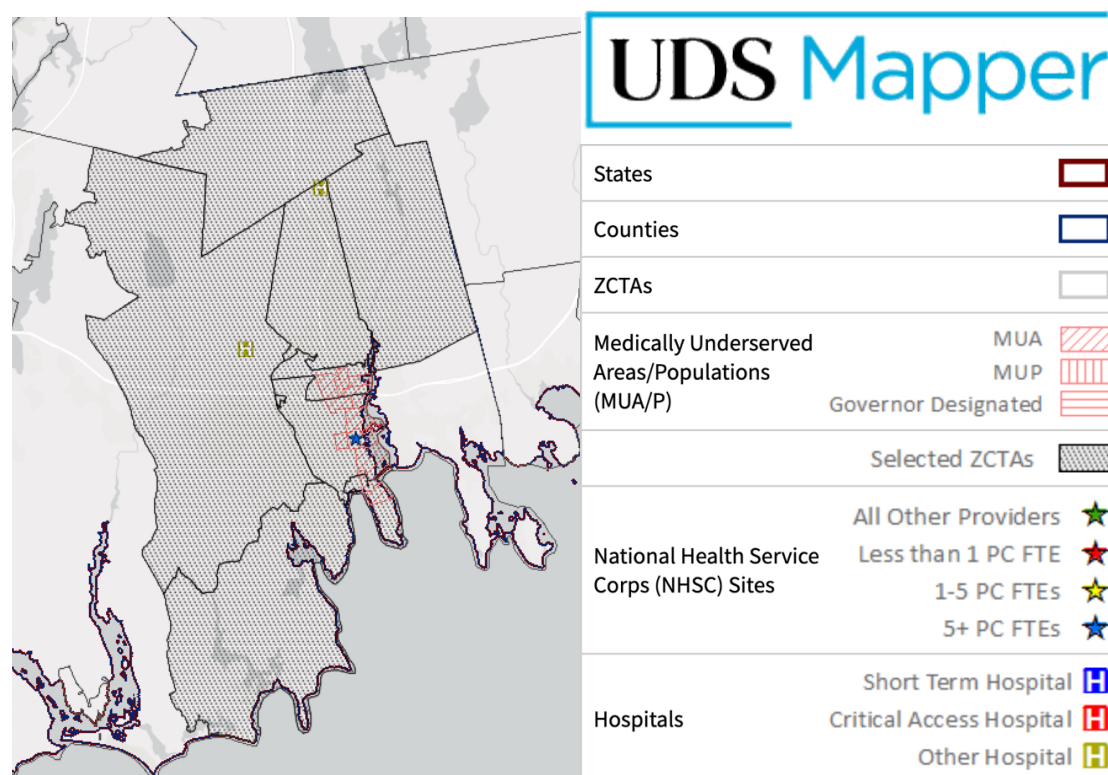 UDS Mapper
States
Counties
ZCTAs
Medically Underserved
Areas/Populations
(MUA/P)
MUA
MUP
Governor Designated
Selected ZCTAs
National Health Service
Corps (NHSC) Sites
All Other Providers
Less than 1 PC FTE
1-5 PC FTEs
5+ PC FTEs
Hospitals
Short Term Hospital H
Critical Access Hospital H
Other Hospital H
H
H